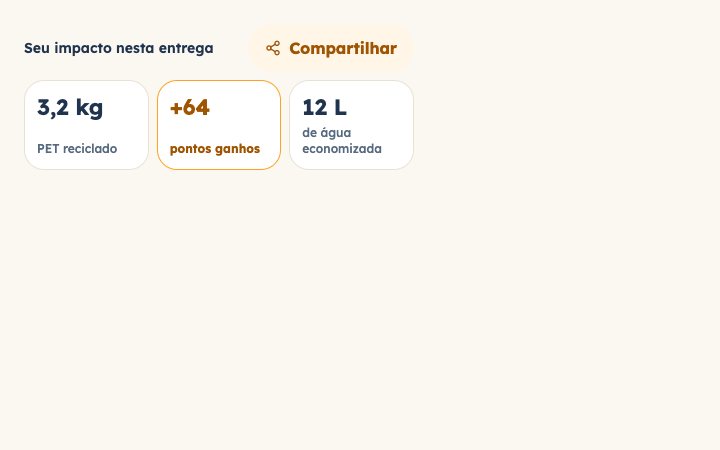 Seu impacto nesta entrega
Compartilhar
3,2 kg
PET reciclado
+64
pontos ganhos
12 L
de água
economizada